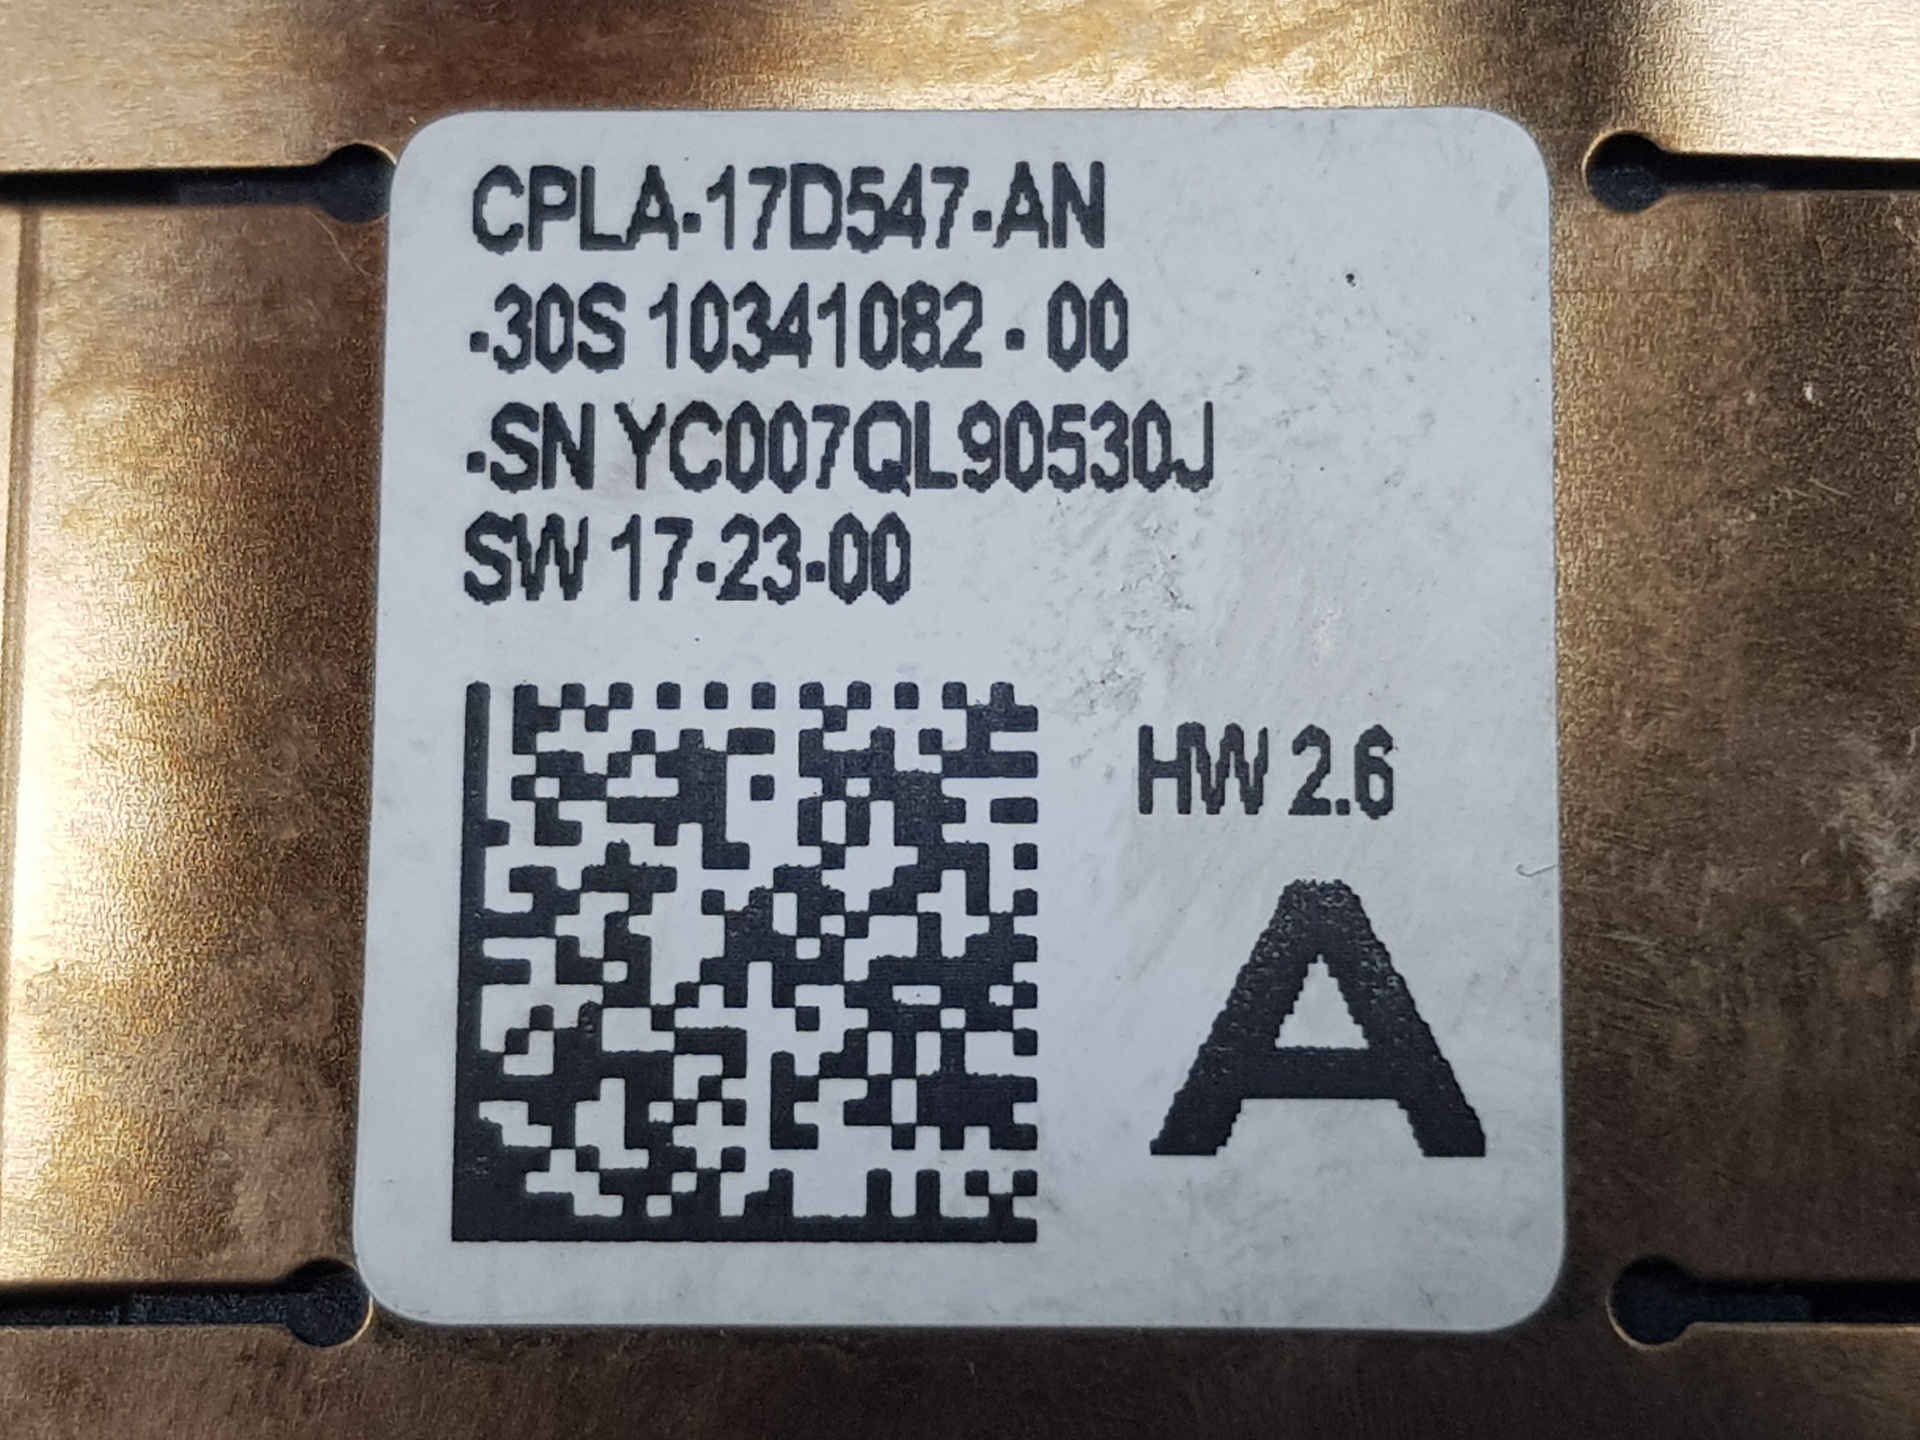 CPLA-17D547-AN
-30S 10341082 - 00
-SN YC007QL90530J
SW 17-23-00
HW 2.6
A